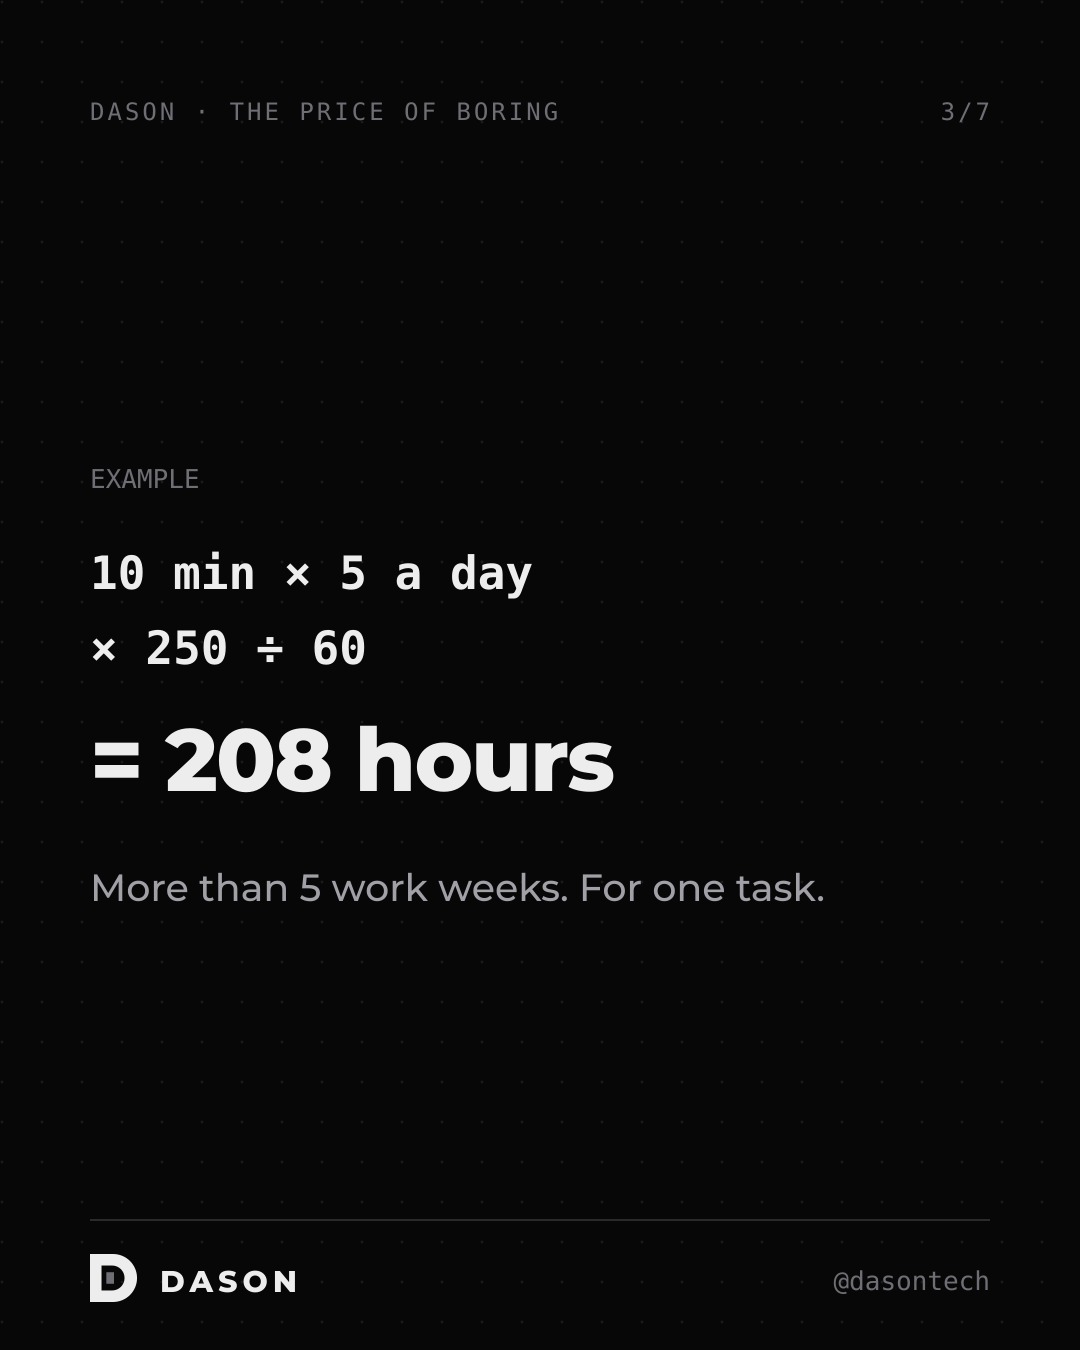 DASON · THE PRICE OF BORING
3/7
EXAMPLE
10 min × 5 a day
× 250 ÷ 60
= 208 hours
More than 5 work weeks. For one task.
DASON
@dasontech